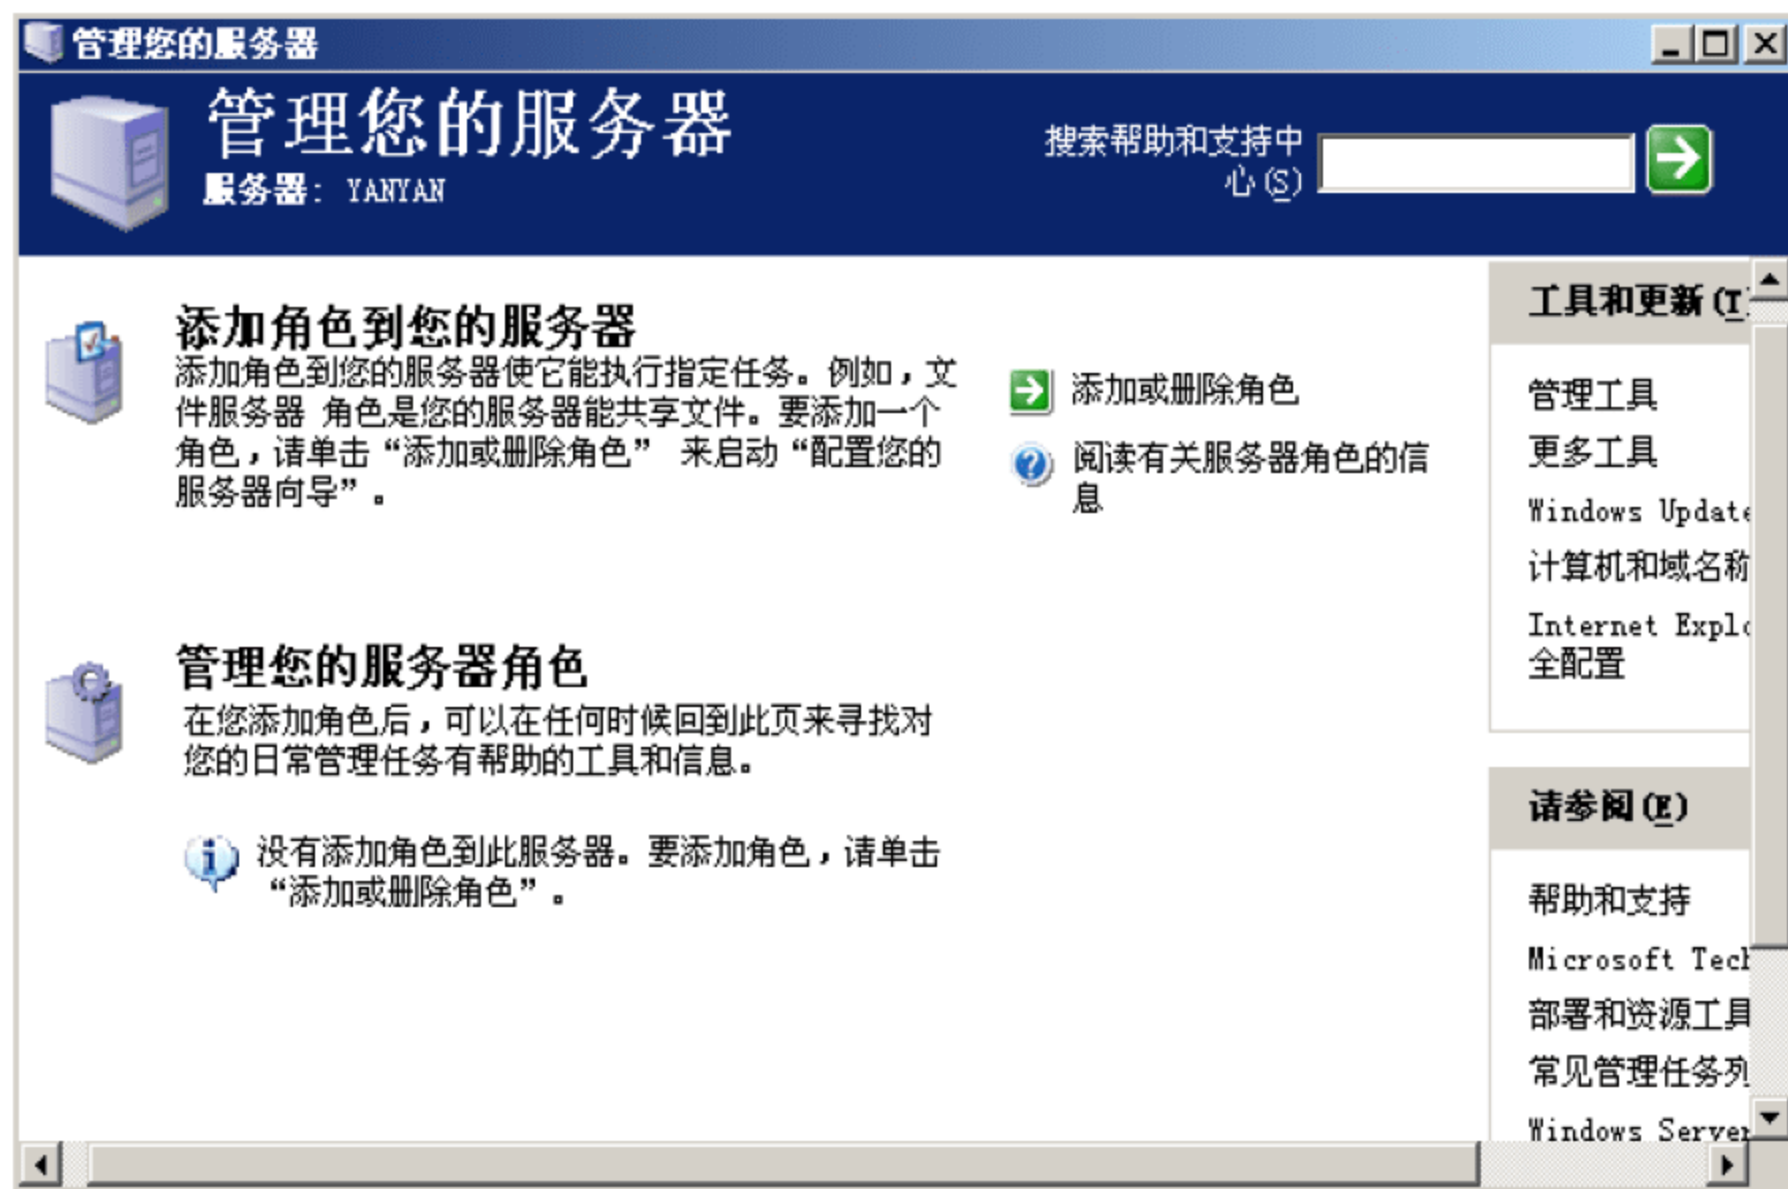 管理您的服务器
管理您的服务器
服务器: YANYAN
搜索帮助和支持中
心(S)
添加角色到您的服务器
添加角色到您的服务器使它能执行指定任务。例如，文
件服务器 角色是您的服务器能共享文件。要添加一个
角色，请单击“添加或删除角色” 来启动“配置您的
服务器向导”。
添加或删除角色
阅读有关服务器角色的信
息
管理您的服务器角色
在您添加角色后，可以在任何时候回到此页来寻找对
您的日常管理任务有帮助的工具和信息。
没有添加角色到此服务器。要添加角色，请单击
“添加或删除角色”。
工具和更新(T)
管理工具
更多工具
Windows Update
计算机和域名称
Internet Explo
全配置
请参阅(E)
帮助和支持
Microsoft Tech
部署和资源工具
常见管理任务列
Windows Server